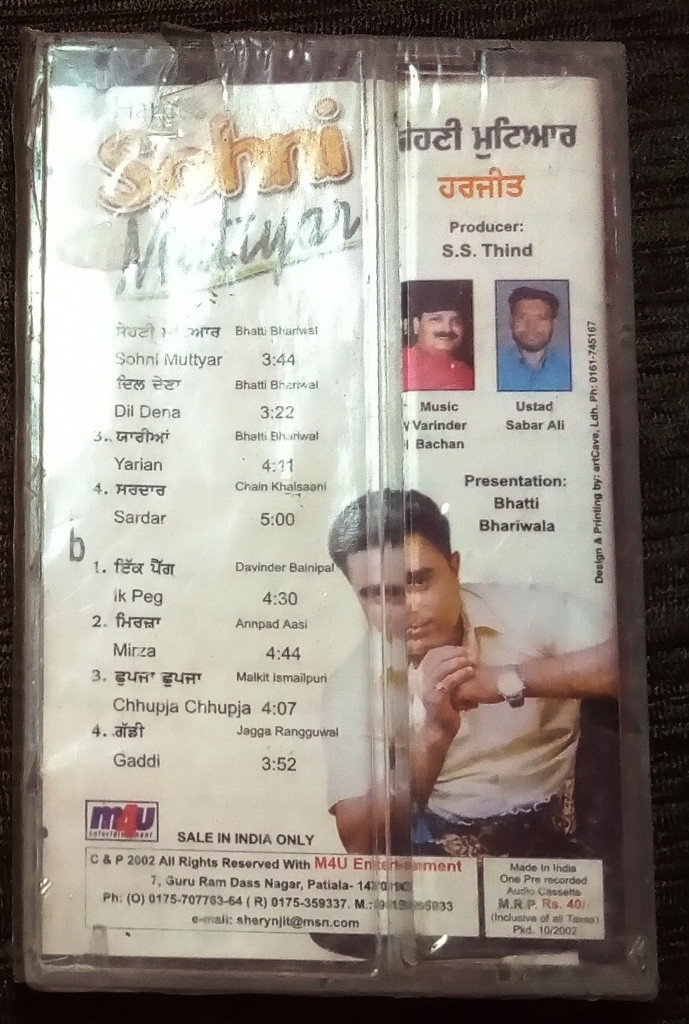 Sohni
Muttyar
ਸੋਹਣੀ ਮੁਟਿਆਰ Bhatti Bhariwal
Sohni Muttyar 3:44
ਦਿਲ ਦੇਣਾ Bhatti Bhariwal
Dil Dena 3:22
3. ਯਾਰੀਆਂ Bhatti Bhariwal
Yarian 4:11
4. ਸਰਦਾਰ Chain Khalsaani
Sardar 5:00
b
1. ਇੱਕ ਪੈੱਗ Davinder Bainipal
Ik Peg 4:30
2. ਮਿਰਜ਼ਾ Annpad Aasi
Mirza 4:44
3. ਛੁਪਜਾ ਛੁਪਜਾ Malkit Ismailpuri
Chhupja Chhupja 4:07
4. ਗੱਡੀ Jagga Rangguwal
Gaddi 3:52
ਸੋਹਣੀ ਮੁਟਿਆਰ
ਹਰਜੀਤ
Producer:
S.S. Thind
Music
Varinder
Bachan
Ustad
Sabar Ali
Presentation:
Bhatti
Bhariwala
Design & Printing by: artCave, Ldh. Ph: 0161-745167
m4U
entertainment
SALE IN INDIA ONLY
C & P 2002 All Rights Reserved With M4U Entertainment
7, Guru Ram Dass Nagar, Patiala-
Ph: (O) 0175-707763-64 ( R) 0175-359337. M.:
e-mail: sherynjit@msn.com
Made In India
One Pre recorded
Audio Cassette
M.R.P. Rs. 40/-
(Inclusive of all Taxes)
Pkd. 10/2002